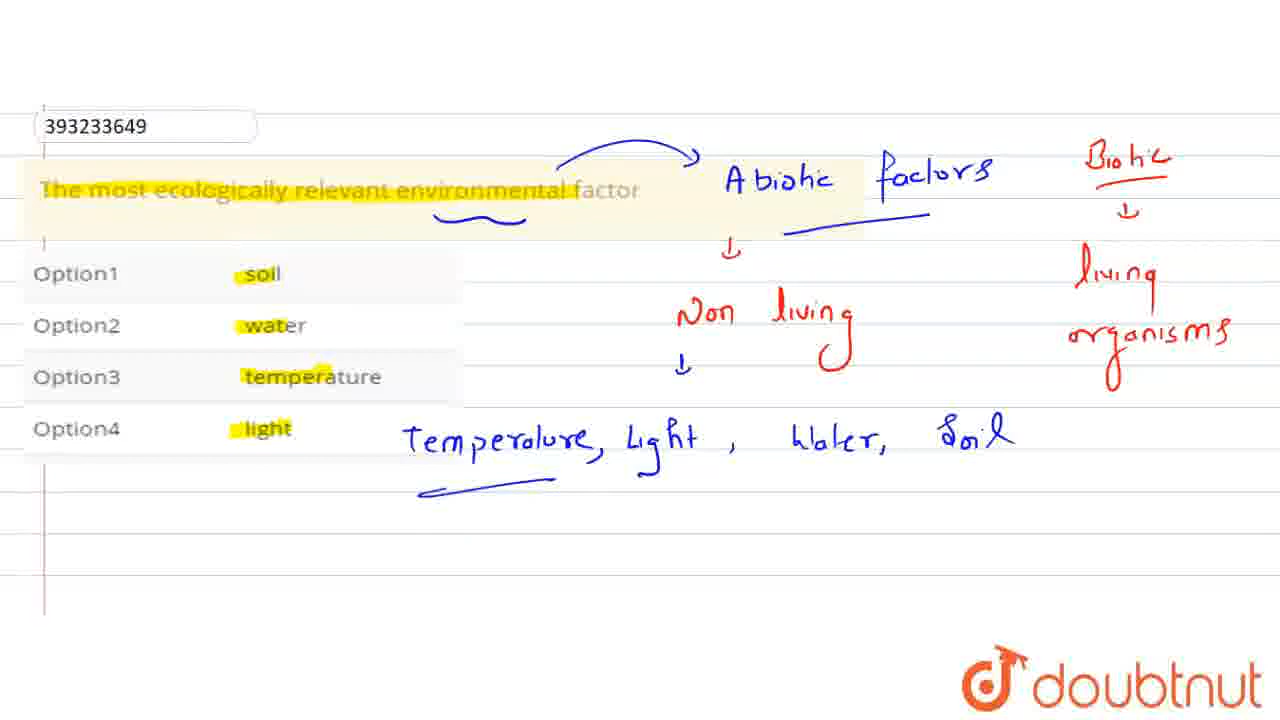 393233649
The most ecologically relevant environmental factor
Abiotic factors
Biotic
↓
↓
Option1 soil
Non living
living
organisms
Option2 water
↓
Option3 temperature
Option4 light
Temperature, Light, Water, Soil
doubtnut